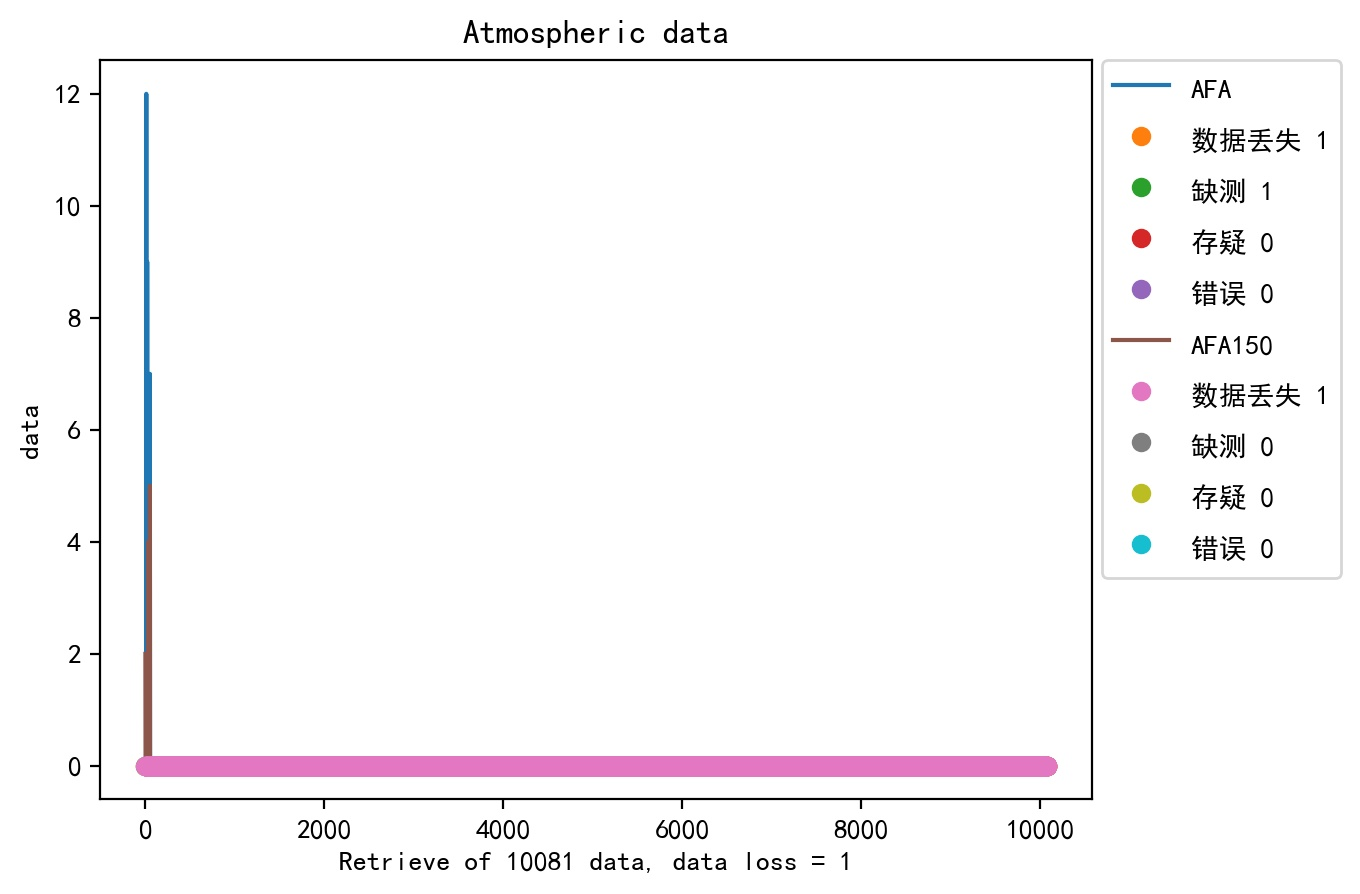 Atmospheric data
12
10
8
6
4
2
0
data
0 2000 4000 6000 8000 10000
Retrieve of 10081 data, data loss = 1
AFA
数据丢失 1
缺测 1
存疑 0
错误 0
AFA150
数据丢失 1
缺测 0
存疑 0
错误 0